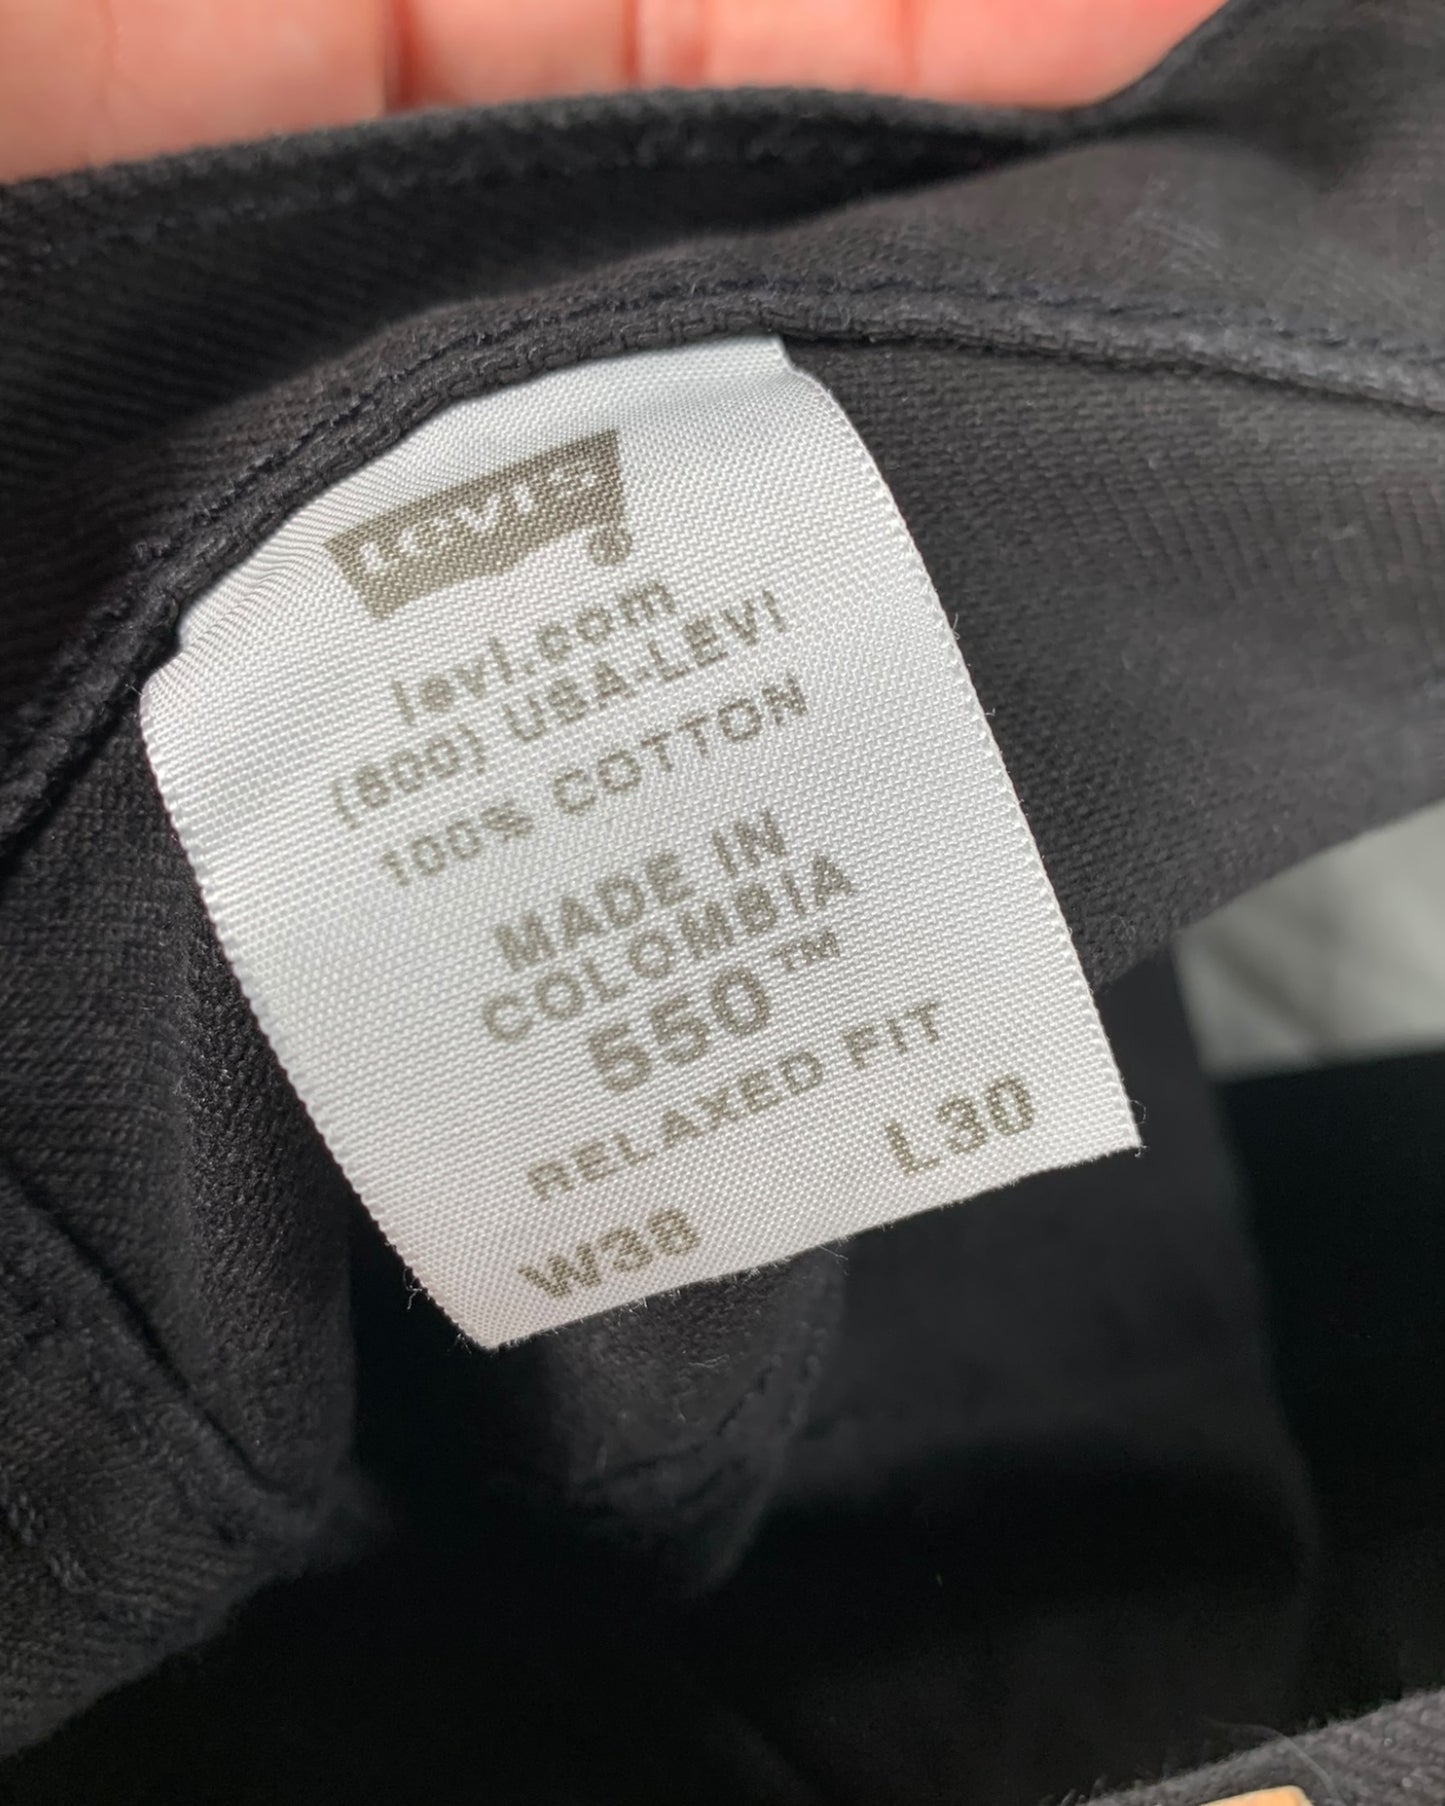 Levi's
levi.com
(800) USA-LEVI
100% COTTON
MADE IN
COLOMBIA
550™
RELAXED FIT
W38 L30